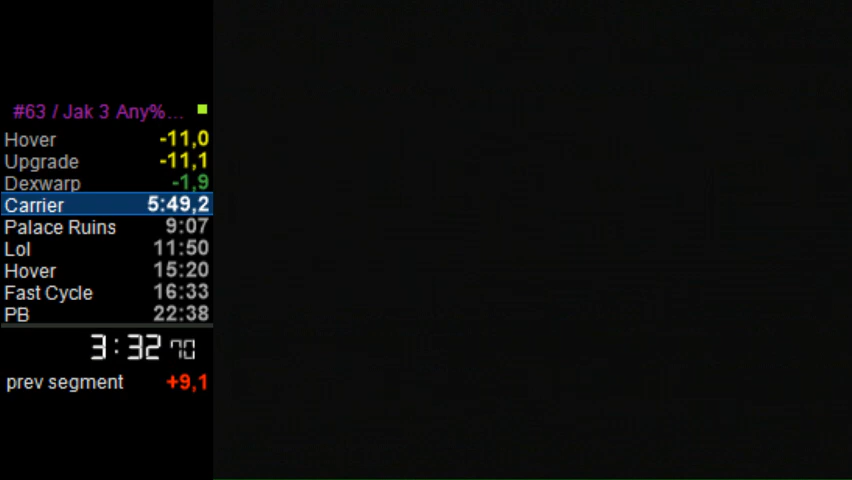 #63 / Jak 3 Any%...
Hover -11,0
Upgrade -11,1
Dexwarp -1,9
Carrier 5:49,2
Palace Ruins 9:07
Lol 11:50
Hover 15:20
Fast Cycle 16:33
PB 22:38
3:32 70
prev segment +9,1